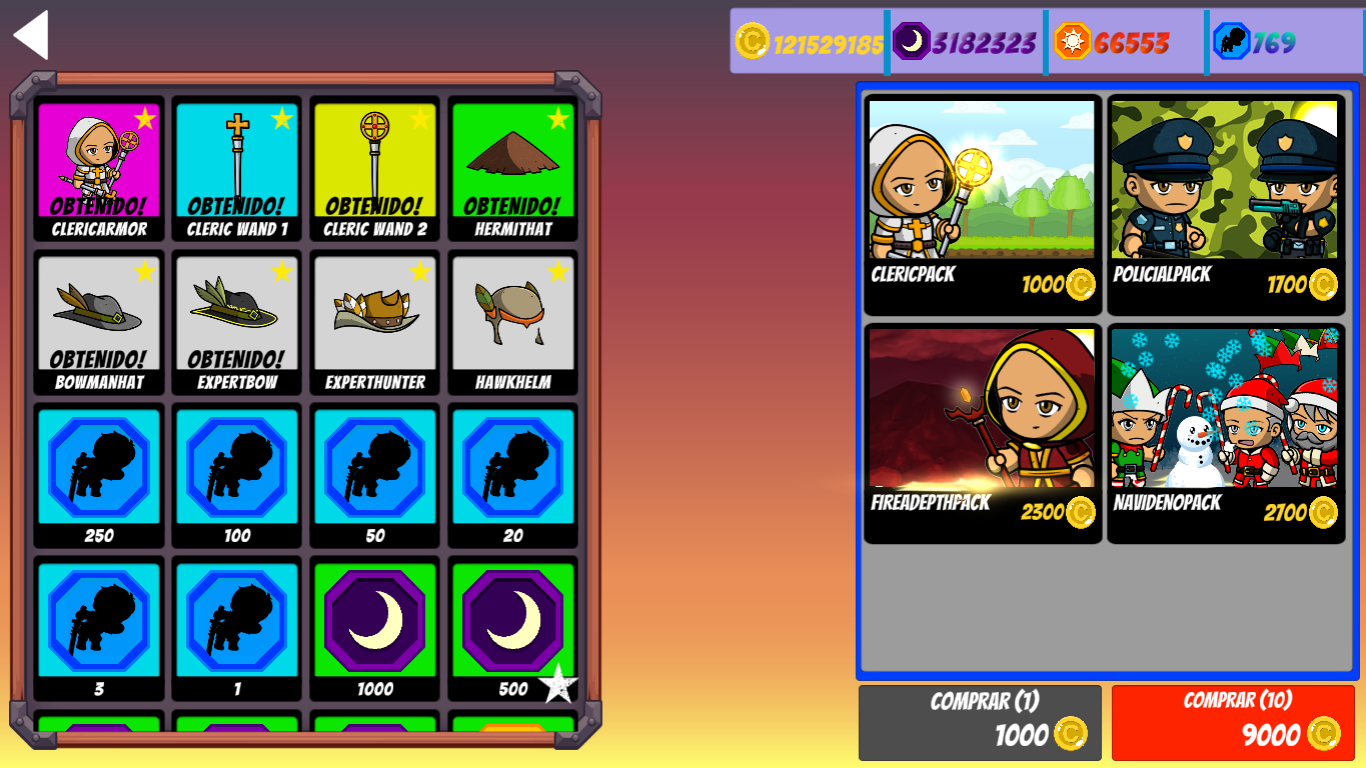 121529185 3182323 66553 769
OBTENIDO! OBTENIDO! OBTENIDO! OBTENIDO!
CLERICARMOR CLERIC WAND 1 CLERIC WAND 2 HERMITHAT
OBTENIDO! OBTENIDO!
BOWMANHAT EXPERTBOW EXPERTHUNTER HAWKHELM
250 100 50 20
3 1 1000 500
CLERICPACK 1000
POLICIALPACK 1700
FIREADEPTHPACK 2300
NAVIDENOPACK 2700
COMPRAR (1)
1000
COMPRAR (10)
9000